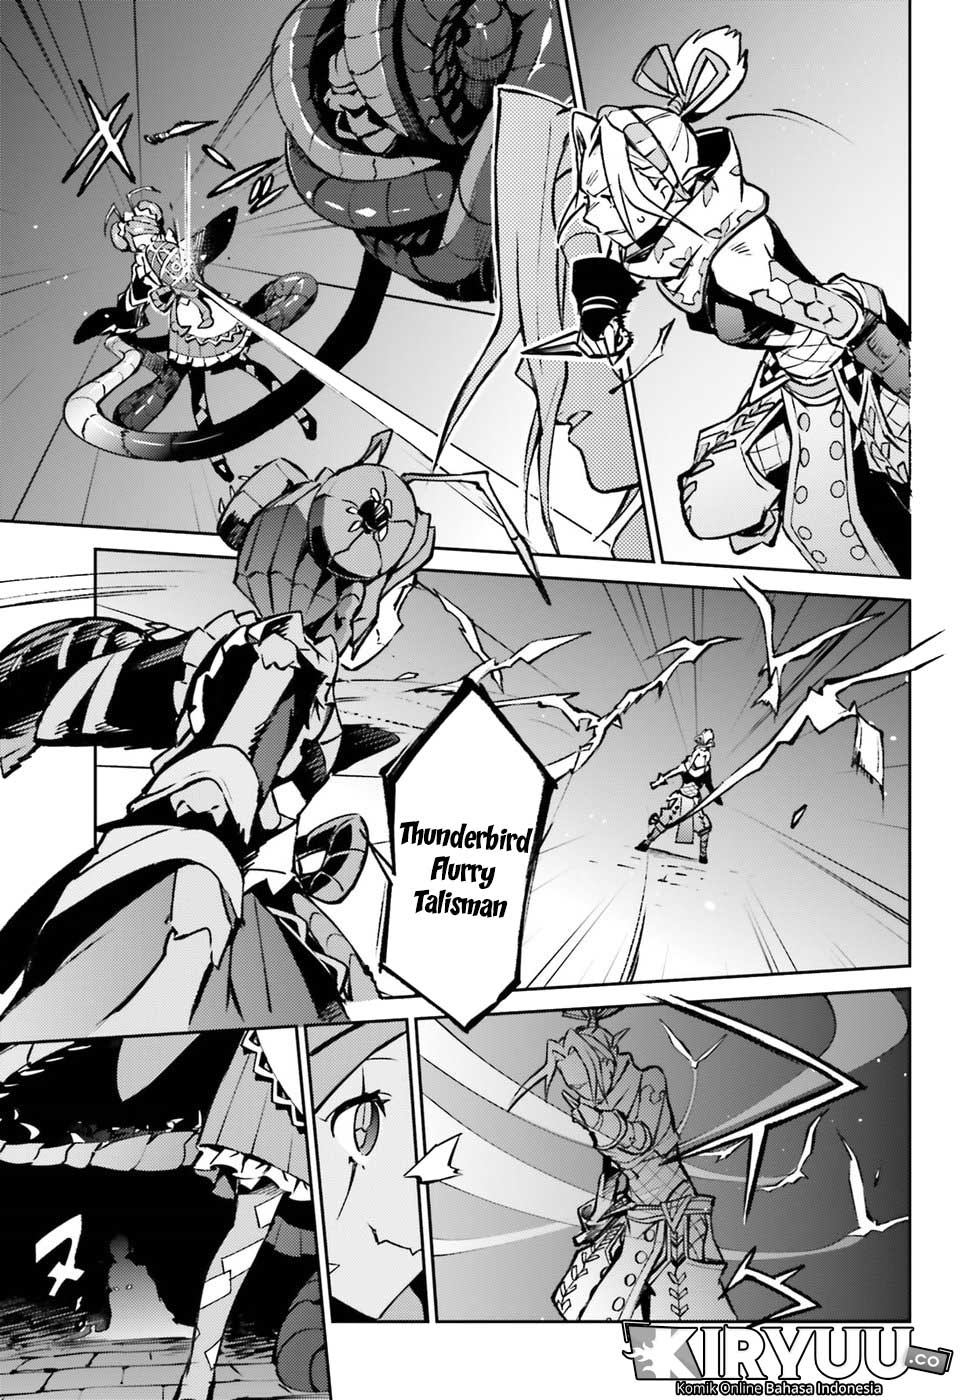 Thunderbird
Flurry
Talisman
KIRYUU
.CO
Komik Online Bahasa Indonesia